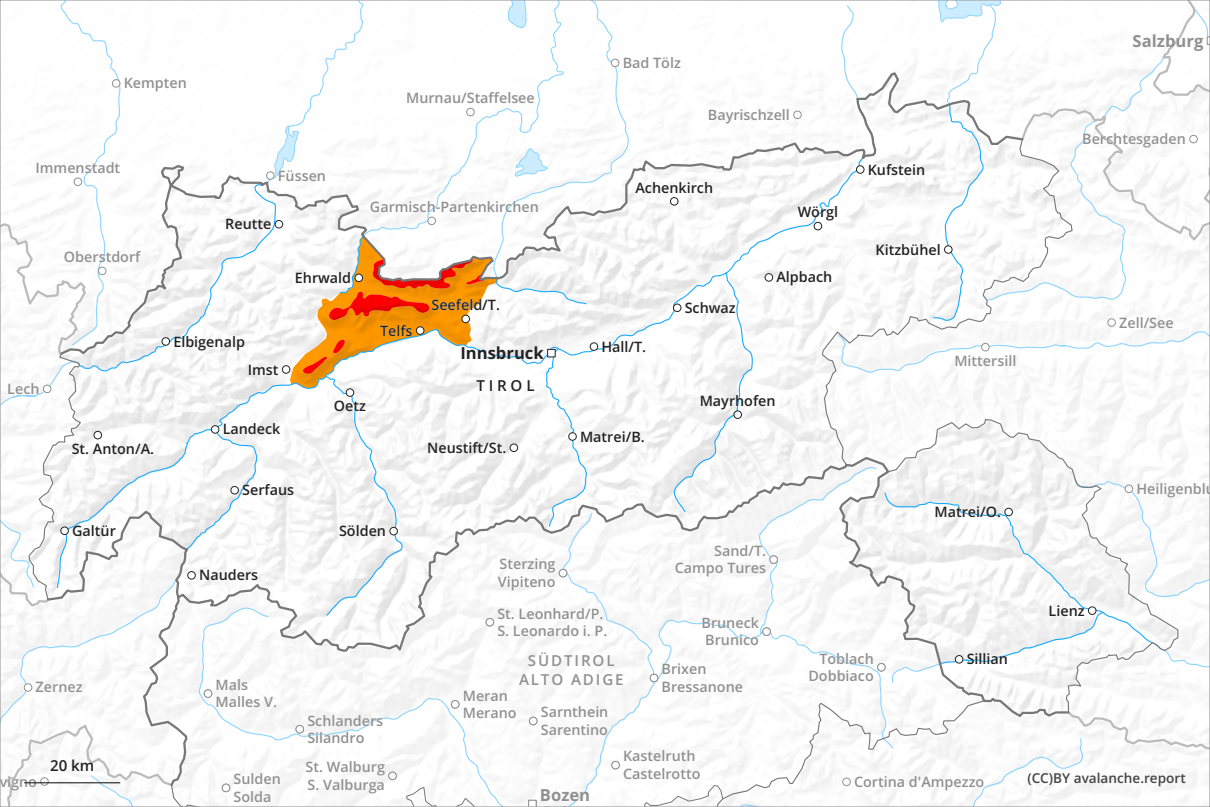 Salzburg
Bad Tölz
Kempten
Murnau/Staffelsee
Bayrischzell
Berchtesgaden
Immenstadt
Füssen
Kufstein
Achenkirch
Garmisch-Partenkirchen
Wörgl
Reutte
Kitzbühel
Oberstdorf
Ehrwald
Alpbach
Seefeld/T.
Schwaz
Zell/See
Telfs
Elbigenalp
Hall/T.
Innsbruck
Mittersill
Imst
TIROL
Lech
Oetz
Mayrhofen
Landeck
Matrei/B.
St. Anton/A.
Neustift/St.
Serfaus
Matrei/O.
Galtür
Sölden
Sand/T.
Campo Tures
Sterzing
Vipiteno
Nauders
Lienz
St. Leonhard/P.
S. Leonardo i. P.
Bruneck
Brunico
SÜDTIROL
ALTO ADIGE
Sillian
Toblach
Dobbiaco
Brixen
Bressanone
Zernez
Mals
Malles V.
Meran
Merano
Sarnthein
Sarentino
Schlanders
Silandro
Kastelruth
Castelrotto
20 km
St. Walburg
S. Valburga
Sulden
Solda
Cortina d'Ampezzo
(CC)BY avalanche.report
Bozen